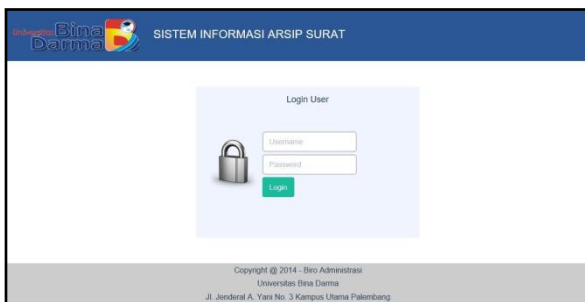 Universitas Bina
Darma
SISTEM INFORMASI ARSIP SURAT
Login User
Username
Password
Login
Copyright @ 2014 - Biro Administrasi
Universitas Bina Darma
Jl. Jenderal A. Yani No. 3 Kampus Utama Palembang